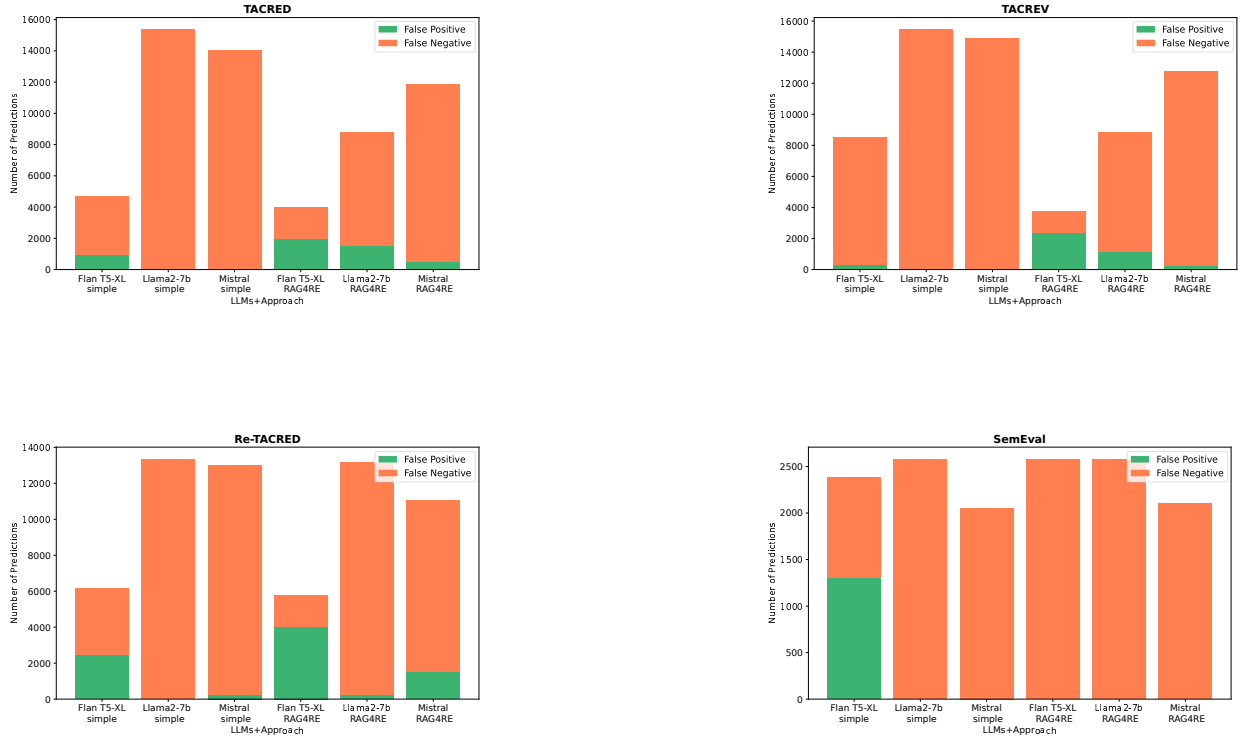 TACRED
False Positive
False Negative
16000
14000
12000
10000
8000
6000
4000
2000
0
Number of Predictions
Flan T5-XL simple
Llama2-7b simple
Mistral simple
Flan T5-XL RAG4RE
Llama2-7b RAG4RE
Mistral RAG4RE
LLMs+Approach
TACREV
False Positive
False Negative
16000
14000
12000
10000
8000
6000
4000
2000
0
Number of Predictions
Flan T5-XL simple
Llama2-7b simple
Mistral simple
Flan T5-XL RAG4RE
Llama2-7b RAG4RE
Mistral RAG4RE
LLMs+Approach
Re-TACRED
False Positive
False Negative
14000
12000
10000
8000
6000
4000
2000
0
Number of Predictions
Flan T5-XL simple
Llama2-7b simple
Mistral simple
Flan T5-XL RAG4RE
Llama2-7b RAG4RE
Mistral RAG4RE
LLMs+Approach
SemEval
False Positive
False Negative
2500
2000
1500
1000
500
0
Number of Predictions
Flan T5-XL simple
Llama2-7b simple
Mistral simple
Flan T5-XL RAG4RE
Llama2-7b RAG4RE
Mistral RAG4RE
LLMs+Approach